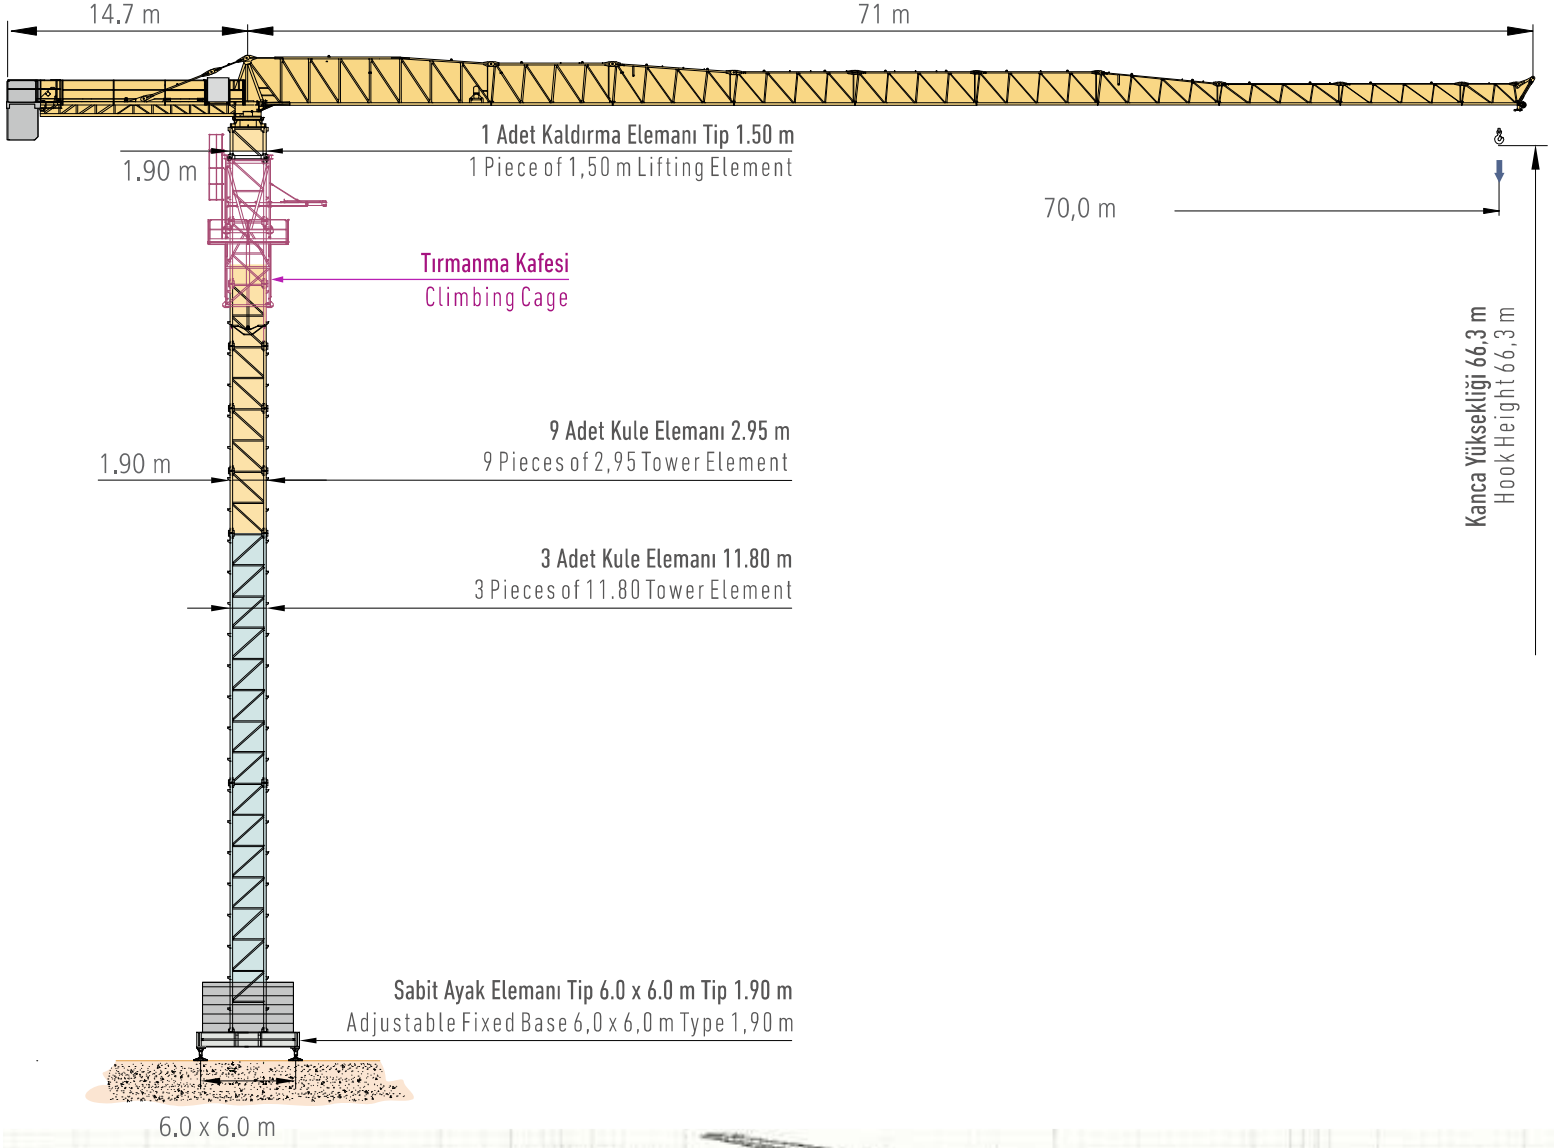 14.7 m
71 m
1 Adet Kaldırma Elemanı Tip 1.50 m
1 Piece of 1,50 m Lifting Element
1.90 m
70,0 m
Tırmanma Kafesi
Climbing Cage
Kanca Yüksekliği 66,3 m
Hook Height 66,3 m
9 Adet Kule Elemanı 2.95 m
9 Pieces of 2,95 Tower Element
1.90 m
3 Adet Kule Elemanı 11.80 m
3 Pieces of 11.80 Tower Element
Sabit Ayak Elemanı Tip 6.0 x 6.0 m Tip 1.90 m
Adjustable Fixed Base 6,0 x 6,0 m Type 1,90 m
6.0 x 6.0 m